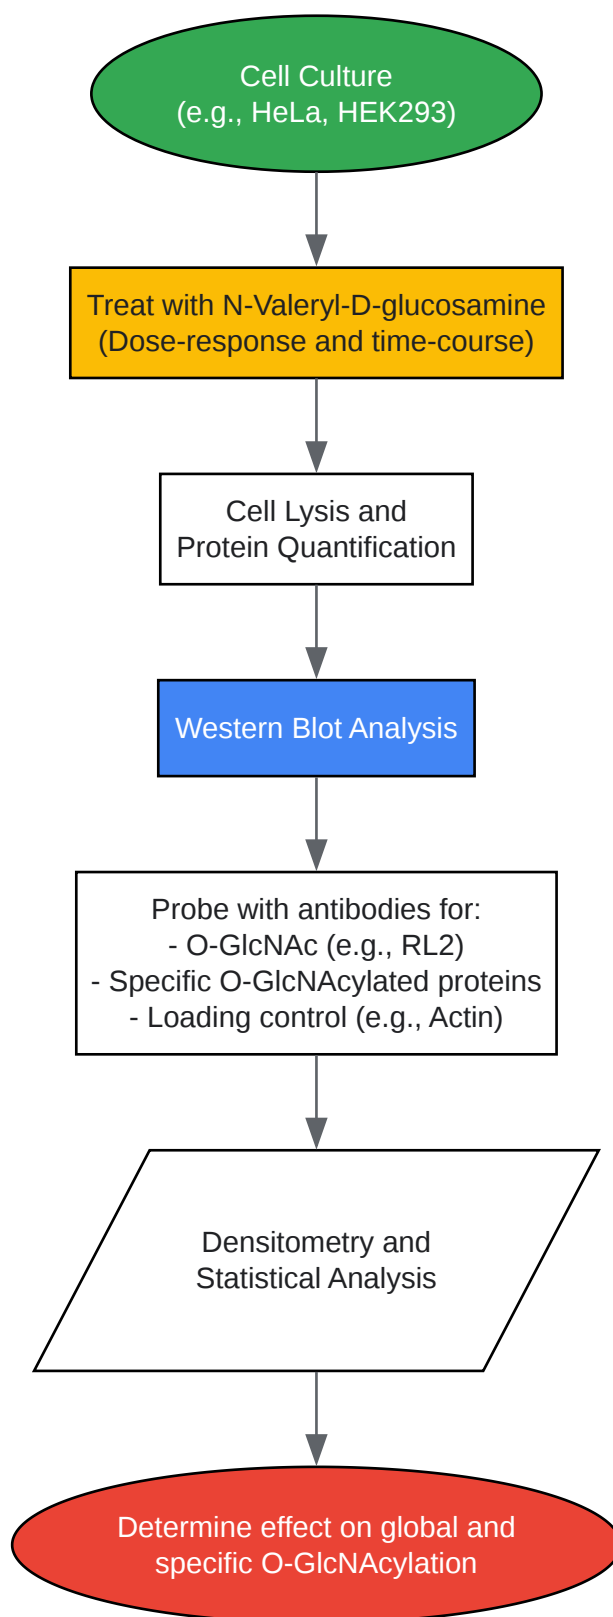 Cell Culture
(e.g., HeLa, HEK293)
Treat with N-Valeryl-D-glucosamine
(Dose-response and time-course)
Cell Lysis and
Protein Quantification
Western Blot Analysis
Probe with antibodies for:
- O-GlcNAc (e.g., RL2)
- Specific O-GlcNAcylated proteins
- Loading control (e.g., Actin)
Densitometry and
Statistical Analysis
Determine effect on global and
specific O-GlcNAcylation